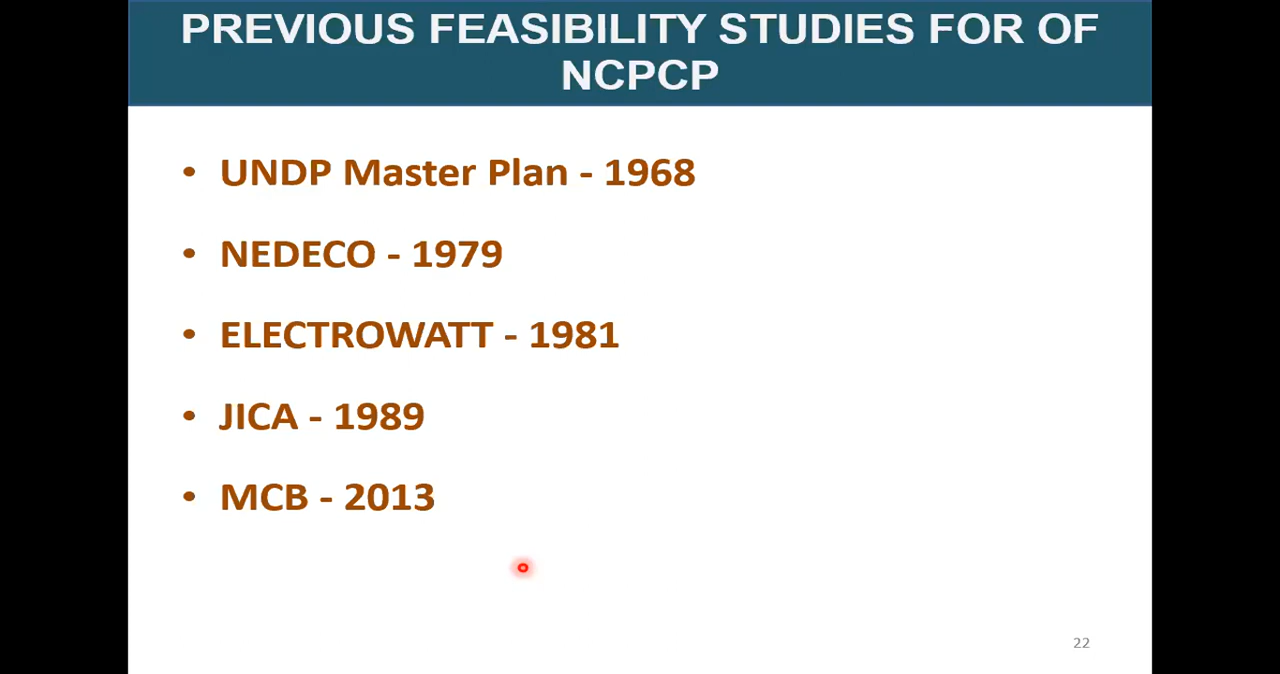 PREVIOUS FEASIBILITY STUDIES FOR OF
NCPCP
• UNDP Master Plan - 1968
• NEDECO - 1979
• ELECTROWATT - 1981
• JICA - 1989
• MCB - 2013
22